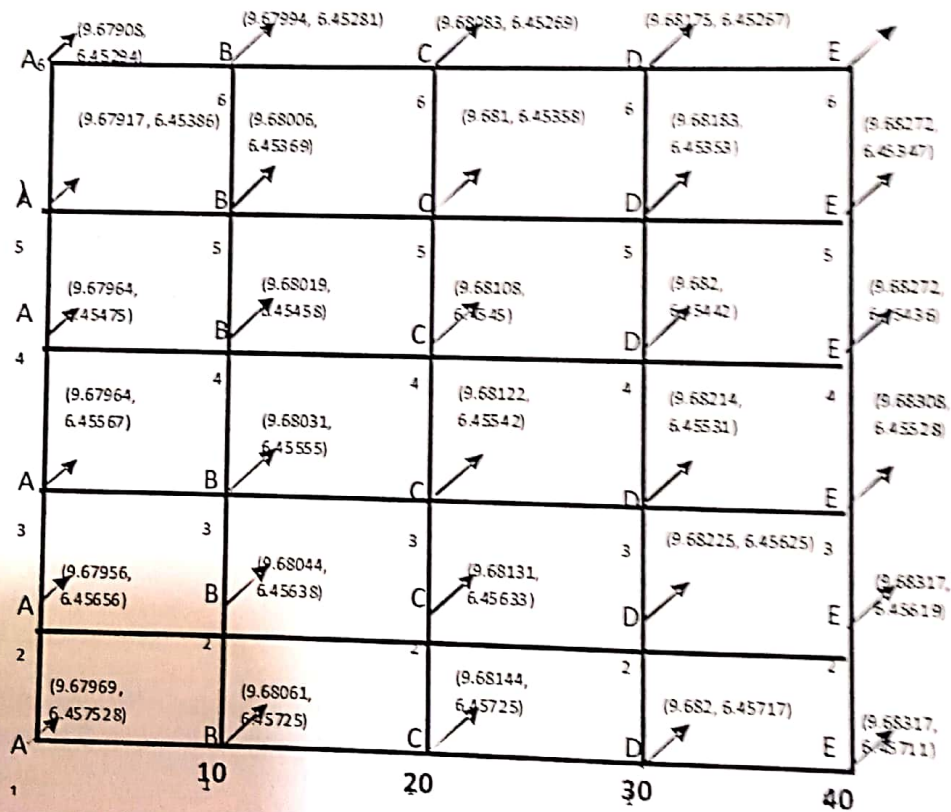 (9.67908,
6.45294)
(9.67994, 6.45281)
(9.68083, 6.45269)
(9.68175, 6.45267)
A6
B
C
D
E
6
6
6
6
(9.67917, 6.45386)
(9.68006,
6.45369)
(9.681, 6.45358)
(9.68183,
6.45353)
(9.68272,
6.45347)
A
B
C
D
E
5
5
5
5
5
(9.67964,
6.45475)
(9.68019,
6.45458)
(9.68108,
6.4545)
(9.682,
6.45442)
(9.68272,
6.45436)
A
B
C
D
E
4
4
4
4
4
(9.67964,
6.45567)
(9.68031,
6.45555)
(9.68122,
6.45542)
(9.68214,
6.45531)
(9.68308,
6.45528)
A
B
C
D
E
3
3
3
3
3
(9.67956,
6.45656)
(9.68044,
6.45638)
(9.68131,
6.45633)
(9.68225, 6.45625)
(9.68317,
6.45619)
A
B
C
D
E
2
2
2
2
2
(9.67969,
6.457528)
(9.68061,
6.45725)
(9.68144,
6.45725)
(9.682, 6.45717)
(9.68317,
6.45711)
A
B
C
D
E
10
20
30
40
1
1